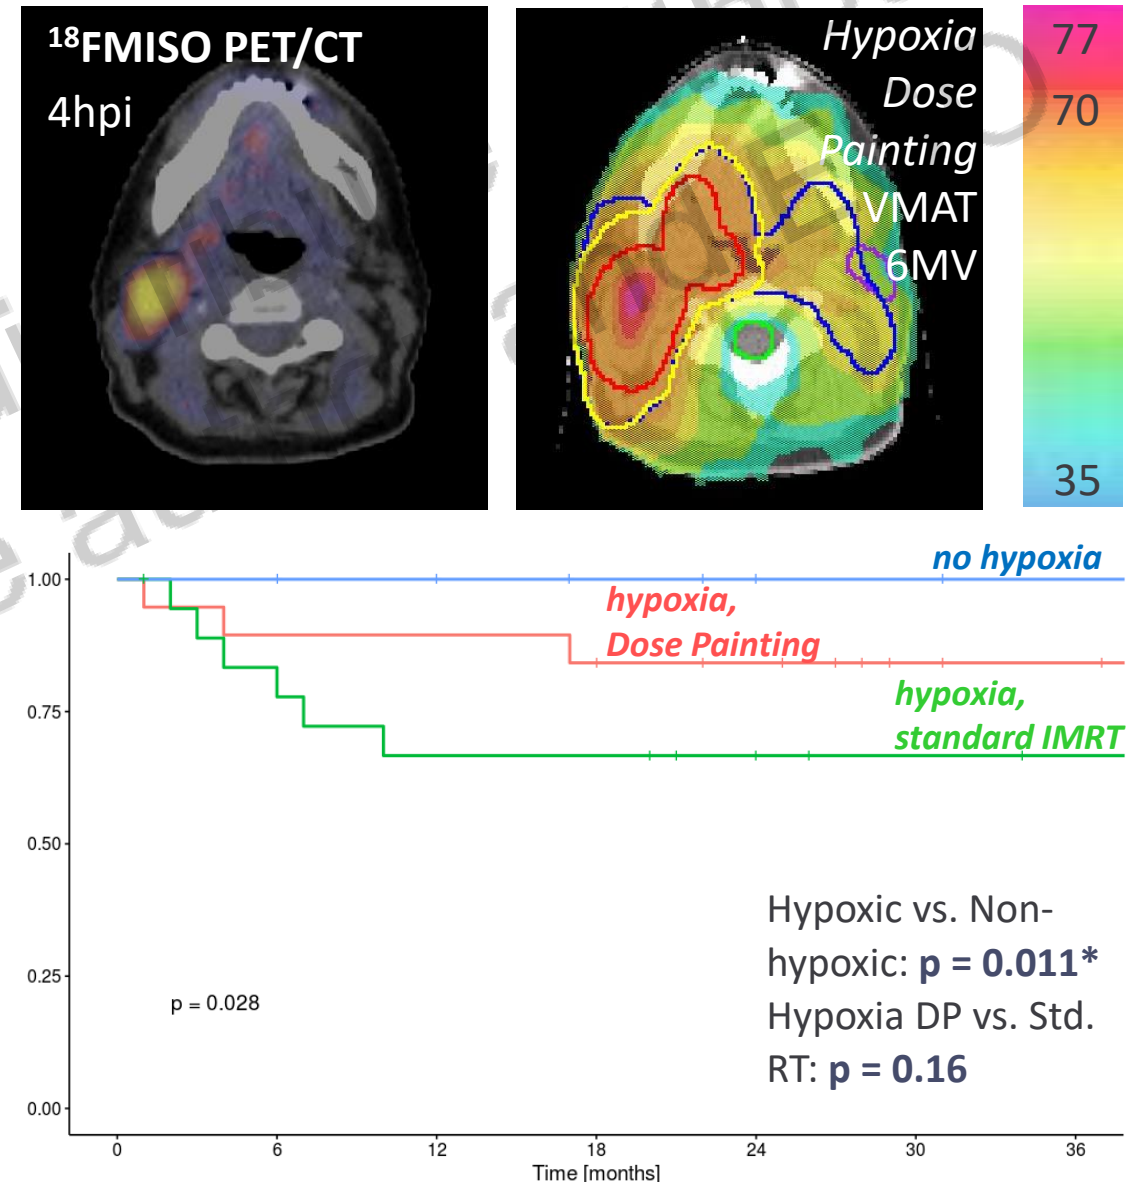 18FMISO PET/CT
4hpi
Hypoxia
Dose
Painting
VMAT
6MV
77
70
35
no hypoxia
hypoxia,
Dose Painting
hypoxia,
standard IMRT
1.00
0.75
0.50
0.25
0.00
p = 0.028
Hypoxic vs. Non-
hypoxic: p = 0.011*
Hypoxia DP vs. Std.
RT: p = 0.16
0 6 12 18 24 30 36
Time [months]